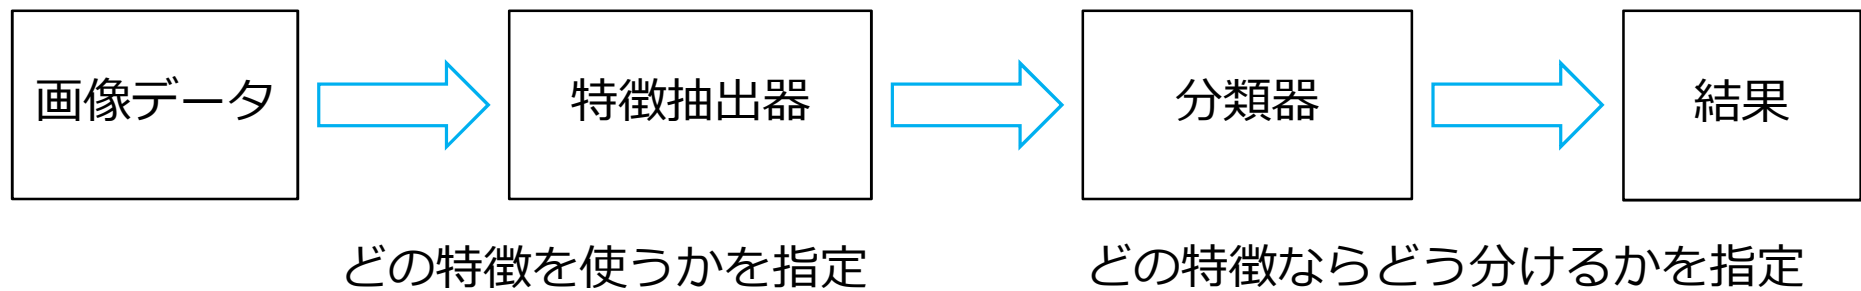 画像データ
特徴抽出器
分類器
結果
どの特徴を使うかを指定
どの特徴ならどう分けるかを指定